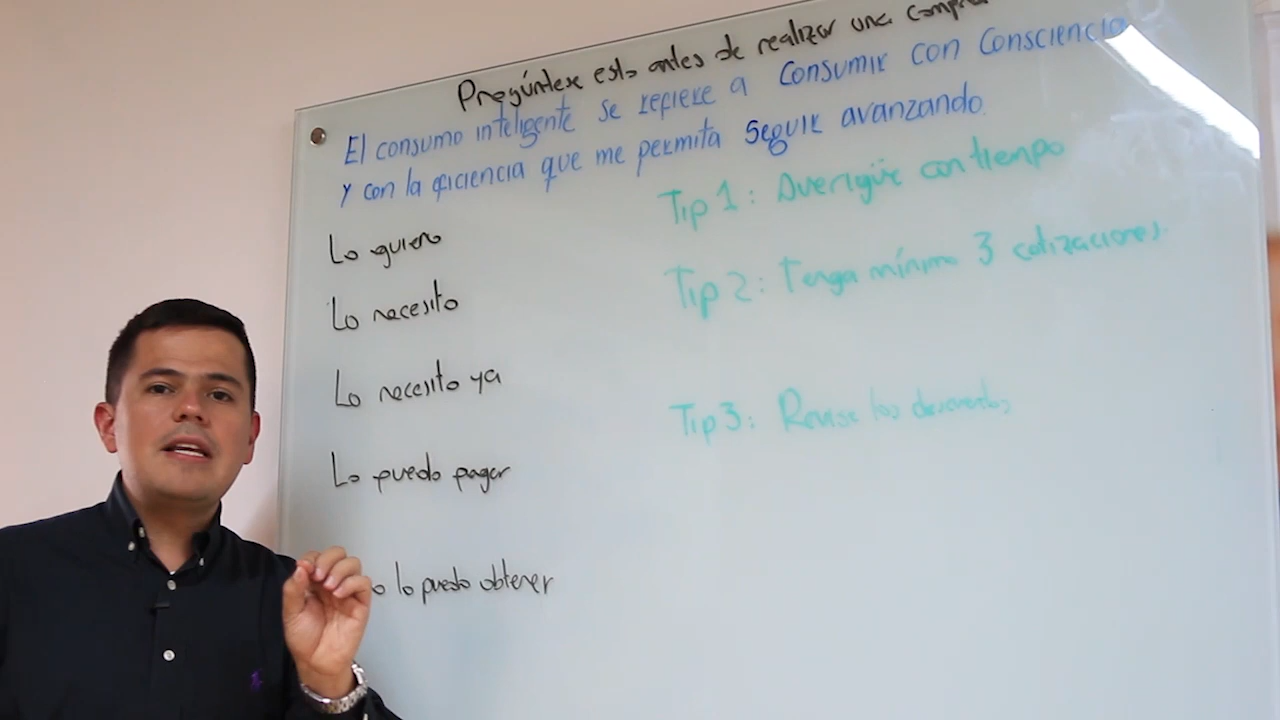 Pregúntese esto antes de realizar una compra
El consumo inteligente se refiere a Consumir con Consciencia
y con la eficiencia que me permita Seguir avanzando.
Lo quiero
Lo necesito
Lo necesito ya
Lo puedo pagar
o lo puedo obtener
Tip 1: Averigüe con tiempo
Tip 2: Tenga mínimo 3 cotizaciones.
Tip 3: Revise los descuentos